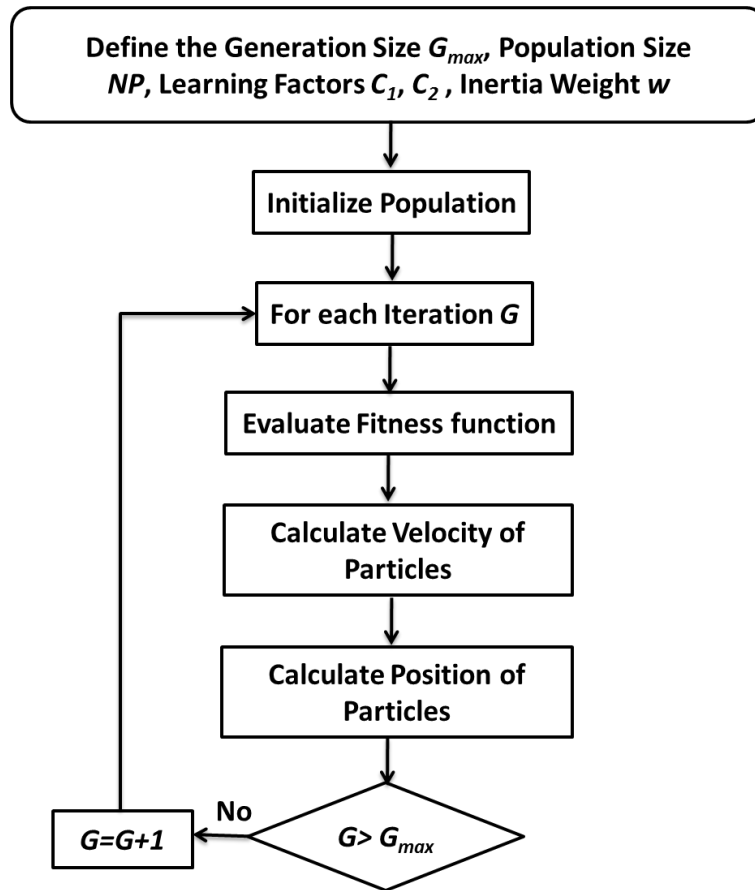 Define the Generation Size Gmax, Population Size
NP, Learning Factors C1, C2 , Inertia Weight w
Initialize Population
For each Iteration G
Evaluate Fitness function
Calculate Velocity of
Particles
Calculate Position of
Particles
No
G=G+1
G> Gmax